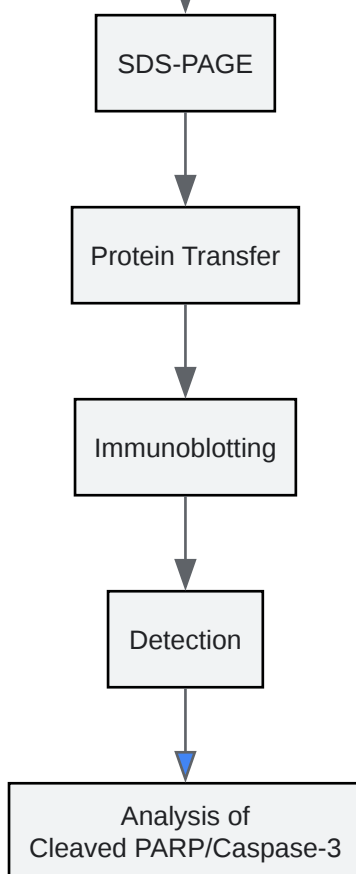 SDS-PAGE
Protein Transfer
Immunoblotting
Detection
Analysis of
Cleaved PARP/Caspase-3